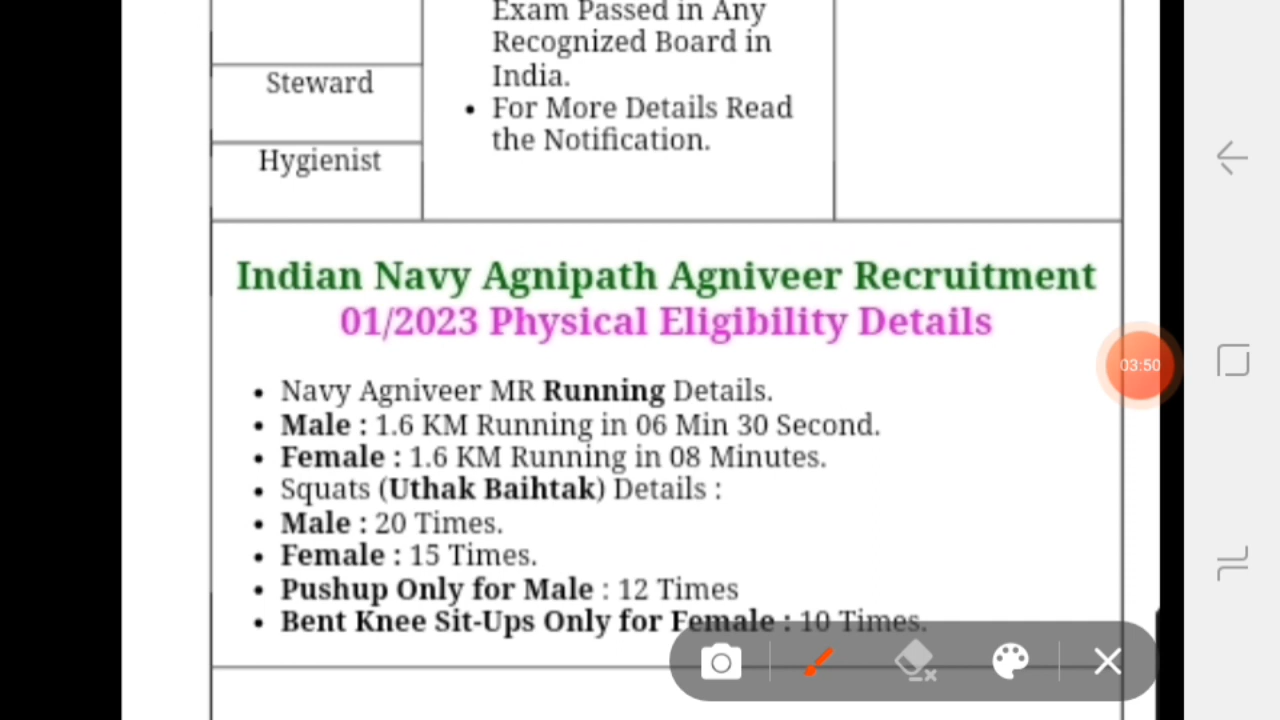 Exam Passed in Any
Recognized Board in
India.
Steward
• For More Details Read
the Notification.
Hygienist
Indian Navy Agnipath Agniveer Recruitment
01/2023 Physical Eligibility Details
• Navy Agniveer MR Running Details.
• Male : 1.6 KM Running in 06 Min 30 Second.
• Female : 1.6 KM Running in 08 Minutes.
• Squats (Uthak Baihtak) Details :
• Male : 20 Times.
• Female : 15 Times.
• Pushup Only for Male : 12 Times
• Bent Knee Sit-Ups Only for Female : 10 Times.
03:50